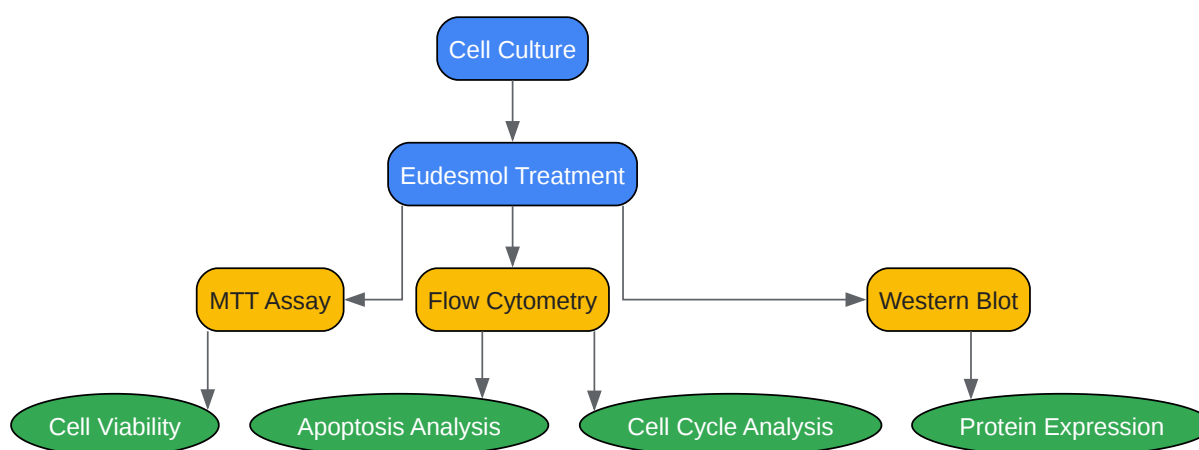 Cell Culture
Eudesmol Treatment
MTT Assay
Flow Cytometry
Western Blot
Cell Viability
Apoptosis Analysis
Cell Cycle Analysis
Protein Expression